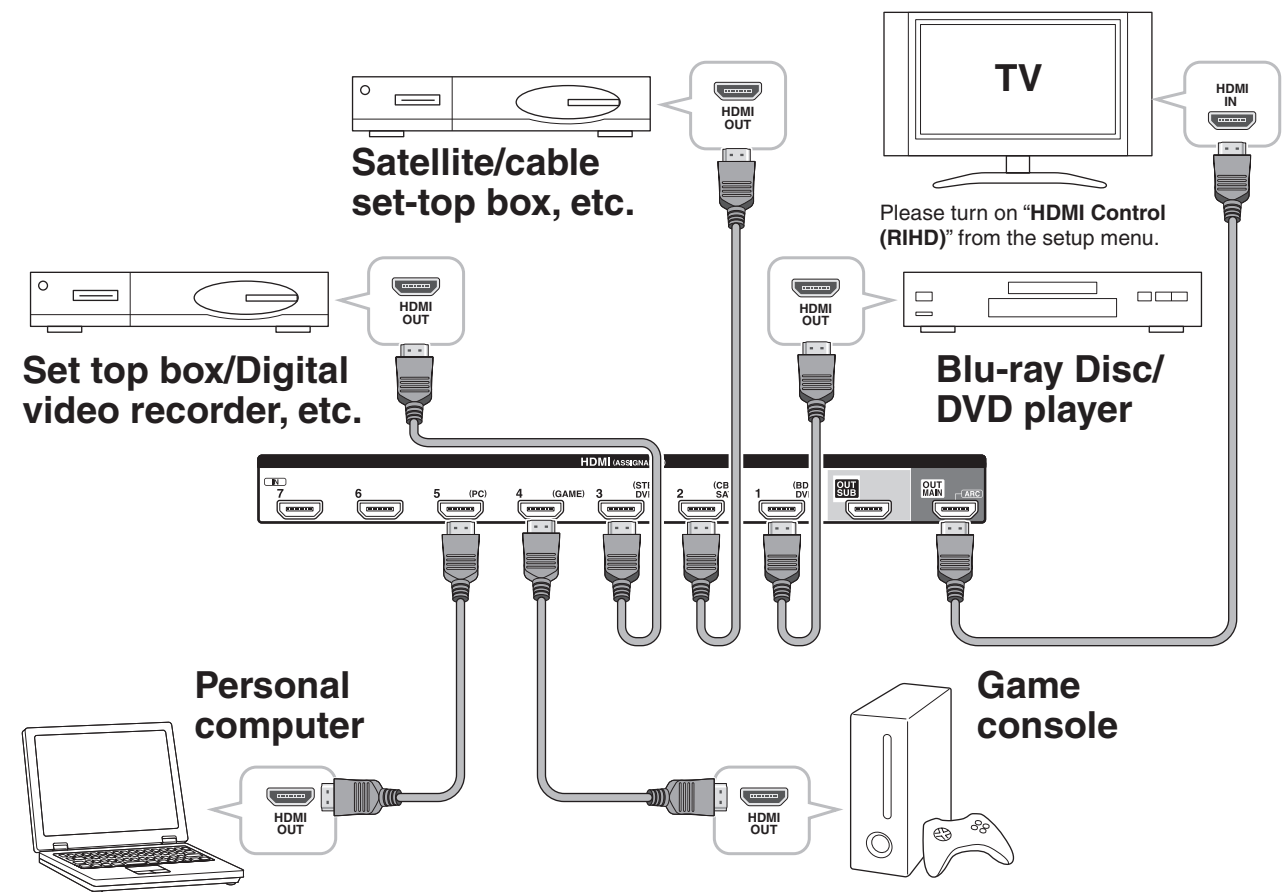 TV
HDMI
IN
HDMI
OUT
Satellite/cable
set-top box, etc.
Please turn on “HDMI Control
(RIHD)” from the setup menu.
HDMI
OUT
HDMI
OUT
Set top box/Digital
video recorder, etc.
Blu-ray Disc/
DVD player
HDMI
IN
7
6
5 (PC)
4 (GAME)
3
2
1
OUT
SUB
OUT
MAIN
(ARC)
Personal
computer
Game
console
HDMI
OUT
HDMI
OUT